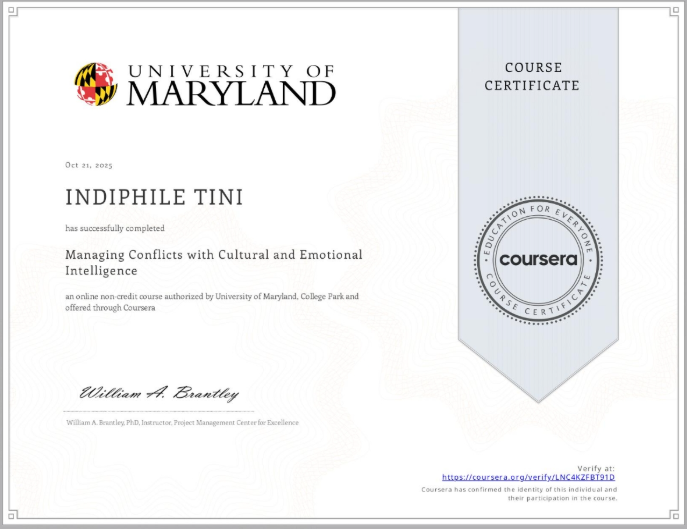 UNIVERSITY OF
MARYLAND
COURSE
CERTIFICATE
Oct 21, 2025
INDIPHILE TINI
has successfully completed
Managing Conflicts with Cultural and Emotional
Intelligence
an online non-credit course authorized by University of Maryland, College Park and
offered through Coursera
EDUCATION FOR EVERYONE
coursera
COURSE CERTIFICATE
William A. Brantley
William A. Brantley, PhD, Instructor, Project Management Center for Excellence
Verify at:
https://coursera.org/verify/LNC4KZFBT91D
Coursera has confirmed the identity of this individual and
their participation in the course.